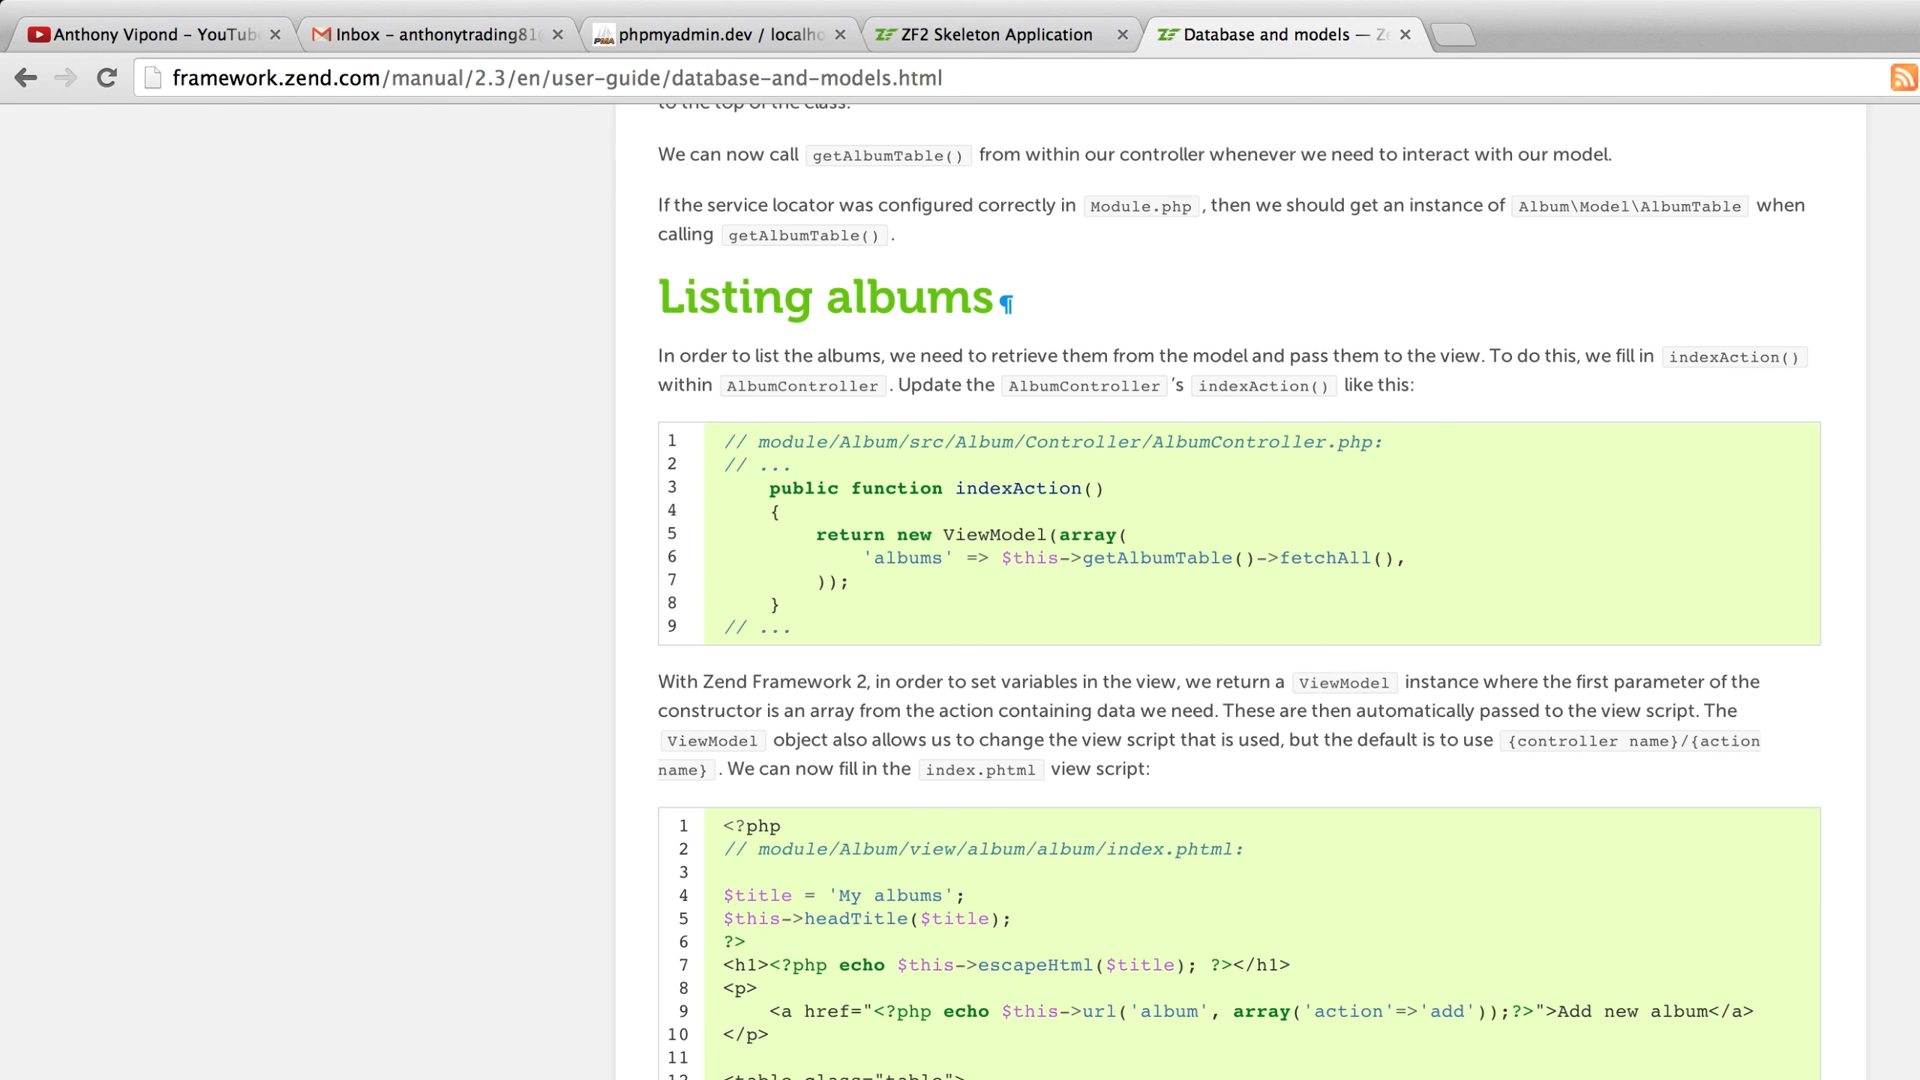 Anthony Vipond – YouTub
Inbox – anthonytrading81@
phpmyadmin.dev / localho
ZF2 Skeleton Application
Database and models — Ze
framework.zend.com/manual/2.3/en/user-guide/database-and-models.html
to the top of the class.
We can now call getAlbumTable() from within our controller whenever we need to interact with our model.
If the service locator was configured correctly in Module.php , then we should get an instance of Album\Model\AlbumTable when
calling getAlbumTable() .
Listing albums¶
In order to list the albums, we need to retrieve them from the model and pass them to the view. To do this, we fill in indexAction()
within AlbumController . Update the AlbumController 's indexAction() like this:
1 // module/Album/src/Album/Controller/AlbumController.php:
2 // ...
3 public function indexAction()
4 {
5 return new ViewModel(array(
6 'albums' => $this->getAlbumTable()->fetchAll(),
7 ));
8 }
9 // ...
With Zend Framework 2, in order to set variables in the view, we return a ViewModel instance where the first parameter of the
constructor is an array from the action containing data we need. These are then automatically passed to the view script. The
ViewModel object also allows us to change the view script that is used, but the default is to use {controller name}/{action
name} . We can now fill in the index.phtml view script:
1 <?php
2 // module/Album/view/album/album/index.phtml:
3
4 $title = 'My albums';
5 $this->headTitle($title);
6 ?>
7 <h1><?php echo $this->escapeHtml($title); ?></h1>
8 <p>
9 <a href="<?php echo $this->url('album', array('action'=>'add'));?>">Add new album</a>
10 </p>
11
12 <table class="table">